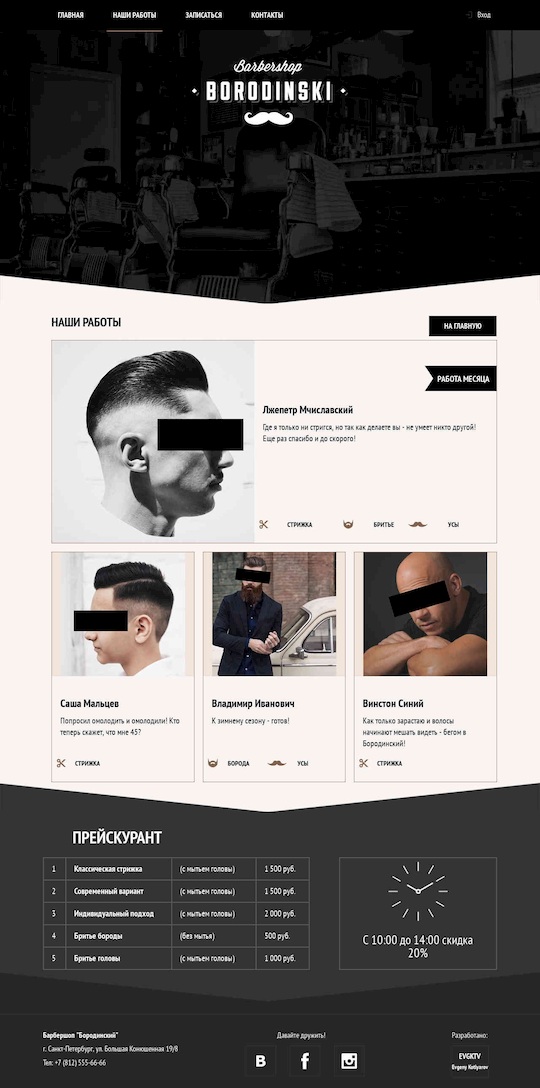 ГЛАВНАЯ НАШИ РАБОТЫ ЗАПИСАТЬСЯ КОНТАКТЫ Вход
Barbershop
BORODINSKI
НАШИ РАБОТЫ
НА ГЛАВНУЮ
РАБОТА МЕСЯЦА
Лжепетр Мчиславский
Где я только ни стригся, но так как делаете вы - не умеет никто другой!
Еще раз спасибо и до скорого!
СТРИЖКА БРИТЬЕ УСЫ
Саша Мальцев
Попросил омолодить и омолодили! Кто
теперь скажет, что мне 45?
СТРИЖКА
Владимир Иванович
К зимнему сезону - готов!
БОРОДА УСЫ
Винстон Синий
Как только зарастаю и волосы
начинают мешать видеть - бегом в
Бородинский!
СТРИЖКА
ПРЕЙСКУРАНТ
1 Классическая стрижка (с мытьем головы) 1 500 руб.
2 Современный вариант (с мытьем головы) 1 500 руб.
3 Индивидуальный подход (с мытьем головы) 2 000 руб.
4 Бритье бороды (без мытья) 500 руб.
5 Бритье головы (с мытьем головы) 1 000 руб.
С 10:00 до 14:00 скидка
20%
Барбершоп "Бородинский"
г. Санкт-Петербург, ул. Большая Конюшенная 19/8
Тел: +7 (812) 555-66-66
Давайте дружить!
Разработано:
EVGKTV
Evgeny Kotlyarov